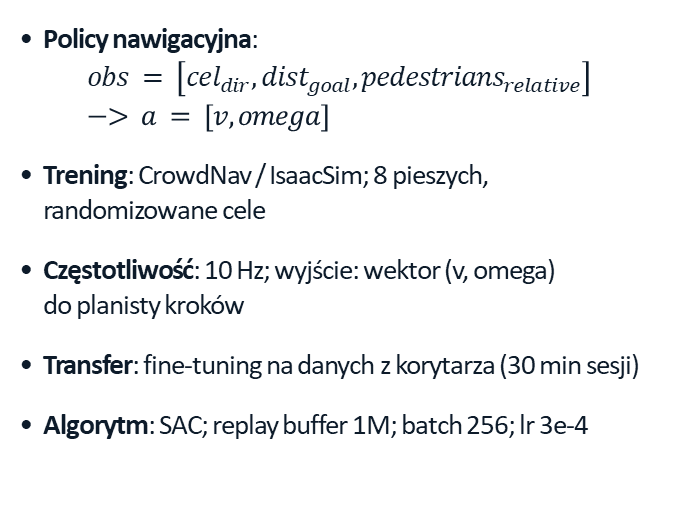 • Policy nawigacyjna:
obs = [cel_dir, dist_goal, pedestrians_relative]
−> a = [v, omega]
• Trening: CrowdNav / IsaacSim; 8 pieszych,
randomizowane cele
• Częstotliwość: 10 Hz; wyjście: wektor (v, omega)
do planisty kroków
• Transfer: fine-tuning na danych z korytarza (30 min sesji)
• Algorytm: SAC; replay buffer 1M; batch 256; lr 3e-4